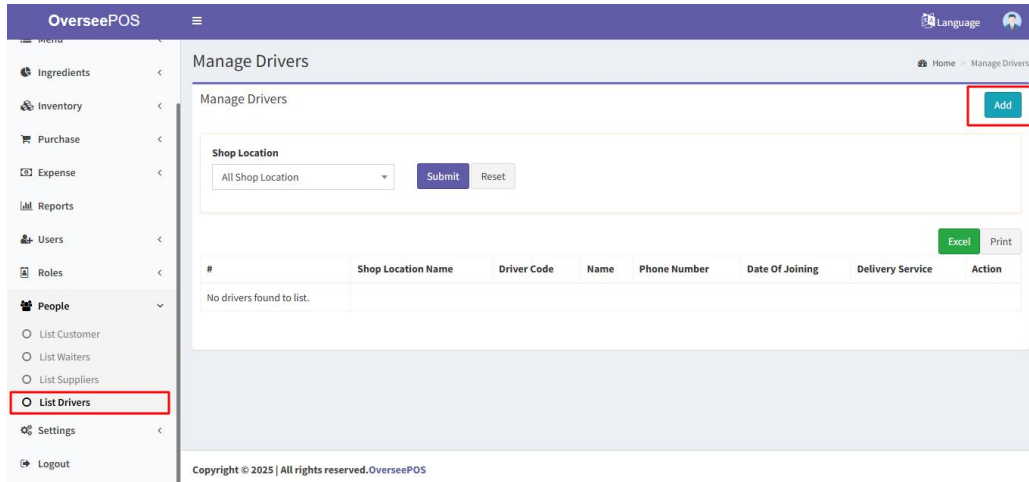 OverseePOS
Language
Menu
Ingredients
Inventory
Purchase
Expense
Reports
Users
Roles
People
List Customer
List Waiters
List Suppliers
List Drivers
Settings
Logout
Manage Drivers
Home > Manage Drivers
Manage Drivers
Add
Shop Location
All Shop Location
Submit
Reset
Excel
Print
# Shop Location Name Driver Code Name Phone Number Date Of Joining Delivery Service Action
No drivers found to list.
Copyright © 2025 | All rights reserved.OverseePOS